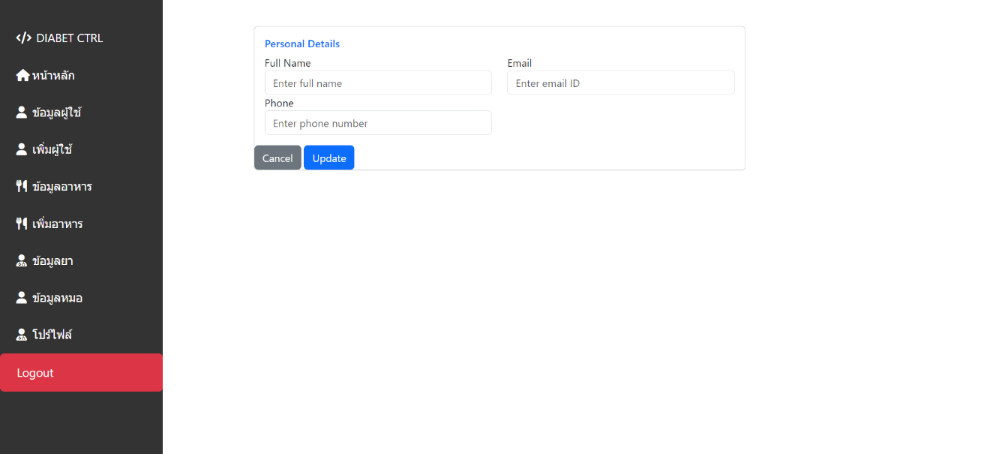 DIABET CTRL
หน้าหลัก
ข้อมูลผู้ใช้
เพิ่มผู้ใช้
ข้อมูลอาหาร
เพิ่มอาหาร
ข้อมูลยา
ข้อมูลหมอ
โปรไฟล์
Logout
Personal Details
Full Name
Enter full name
Email
Enter email ID
Phone
Enter phone number
Cancel Update